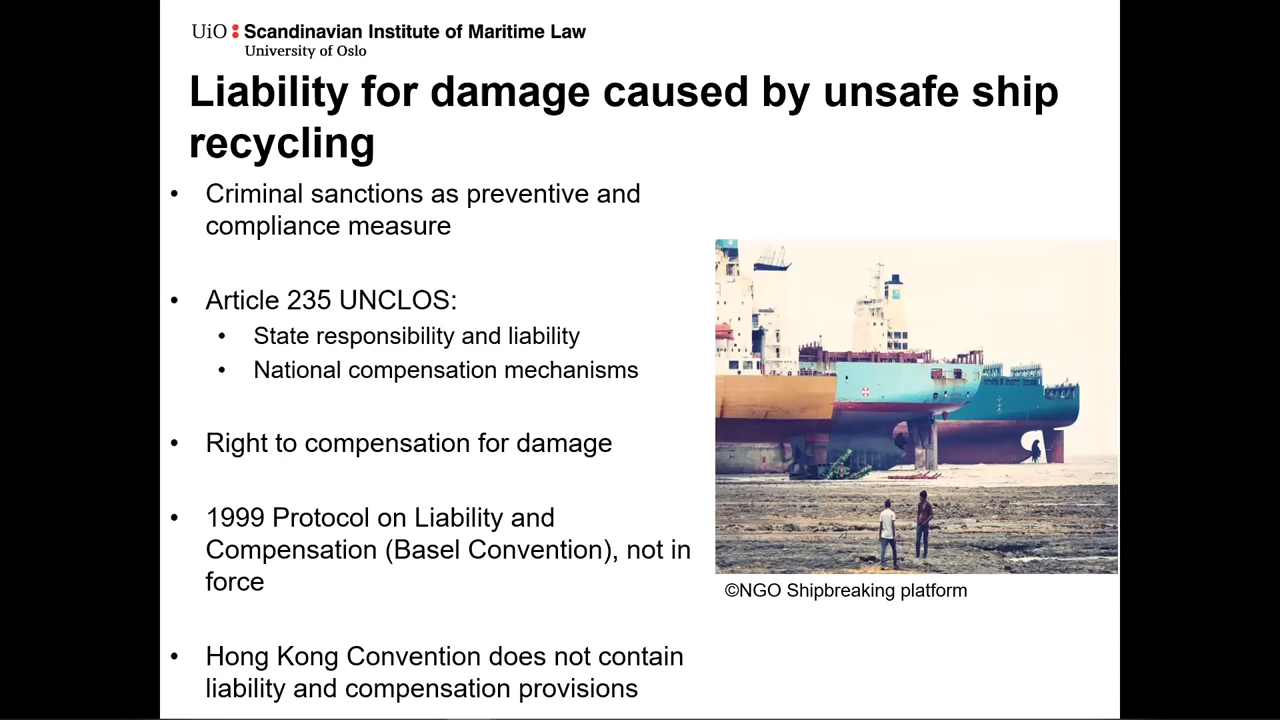 UiO : Scandinavian Institute of Maritime Law
University of Oslo
Liability for damage caused by unsafe ship
recycling
• Criminal sanctions as preventive and
compliance measure
• Article 235 UNCLOS:
• State responsibility and liability
• National compensation mechanisms
• Right to compensation for damage
• 1999 Protocol on Liability and
Compensation (Basel Convention), not in
force
• Hong Kong Convention does not contain
liability and compensation provisions
©NGO Shipbreaking platform